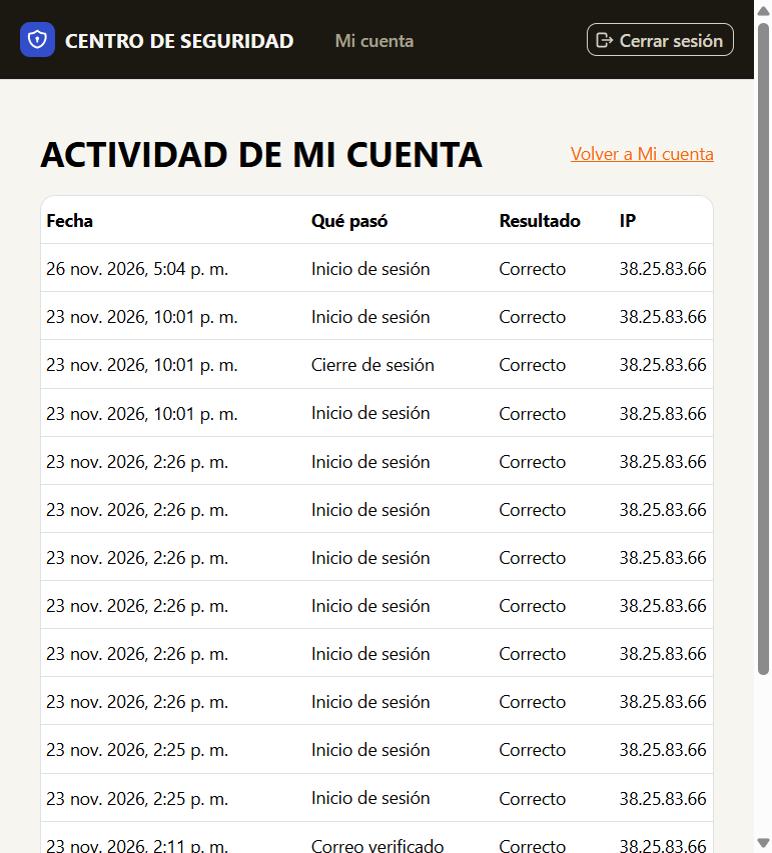 CENTRO DE SEGURIDAD Mi cuenta Cerrar sesión
ACTIVIDAD DE MI CUENTA Volver a Mi cuenta
Fecha Qué pasó Resultado IP
26 nov. 2026, 5:04 p. m. Inicio de sesión Correcto 38.25.83.66
23 nov. 2026, 10:01 p. m. Inicio de sesión Correcto 38.25.83.66
23 nov. 2026, 10:01 p. m. Cierre de sesión Correcto 38.25.83.66
23 nov. 2026, 10:01 p. m. Inicio de sesión Correcto 38.25.83.66
23 nov. 2026, 2:26 p. m. Inicio de sesión Correcto 38.25.83.66
23 nov. 2026, 2:26 p. m. Inicio de sesión Correcto 38.25.83.66
23 nov. 2026, 2:26 p. m. Inicio de sesión Correcto 38.25.83.66
23 nov. 2026, 2:26 p. m. Inicio de sesión Correcto 38.25.83.66
23 nov. 2026, 2:26 p. m. Inicio de sesión Correcto 38.25.83.66
23 nov. 2026, 2:26 p. m. Inicio de sesión Correcto 38.25.83.66
23 nov. 2026, 2:25 p. m. Inicio de sesión Correcto 38.25.83.66
23 nov. 2026, 2:25 p. m. Inicio de sesión Correcto 38.25.83.66
23 nov. 2026, 2:11 p. m. Correo verificado Correcto 38.25.83.66